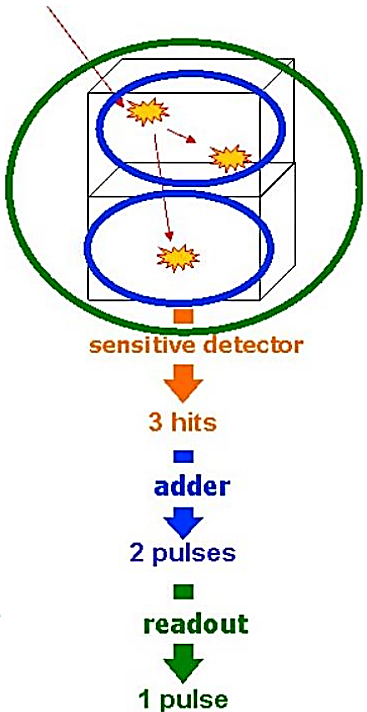 sensitive detector
3 hits
adder
2 pulses
readout
1 pulse